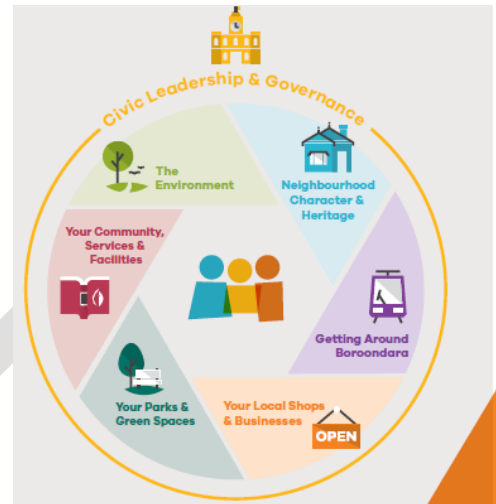 Civic Leadership & Governance
The
Environment
Neighbourhood
Character &
Heritage
Your Community,
Services &
Facilities
Getting Around
Boroondara
Your Parks &
Green Spaces
Your Local Shops
& Businesses
OPEN